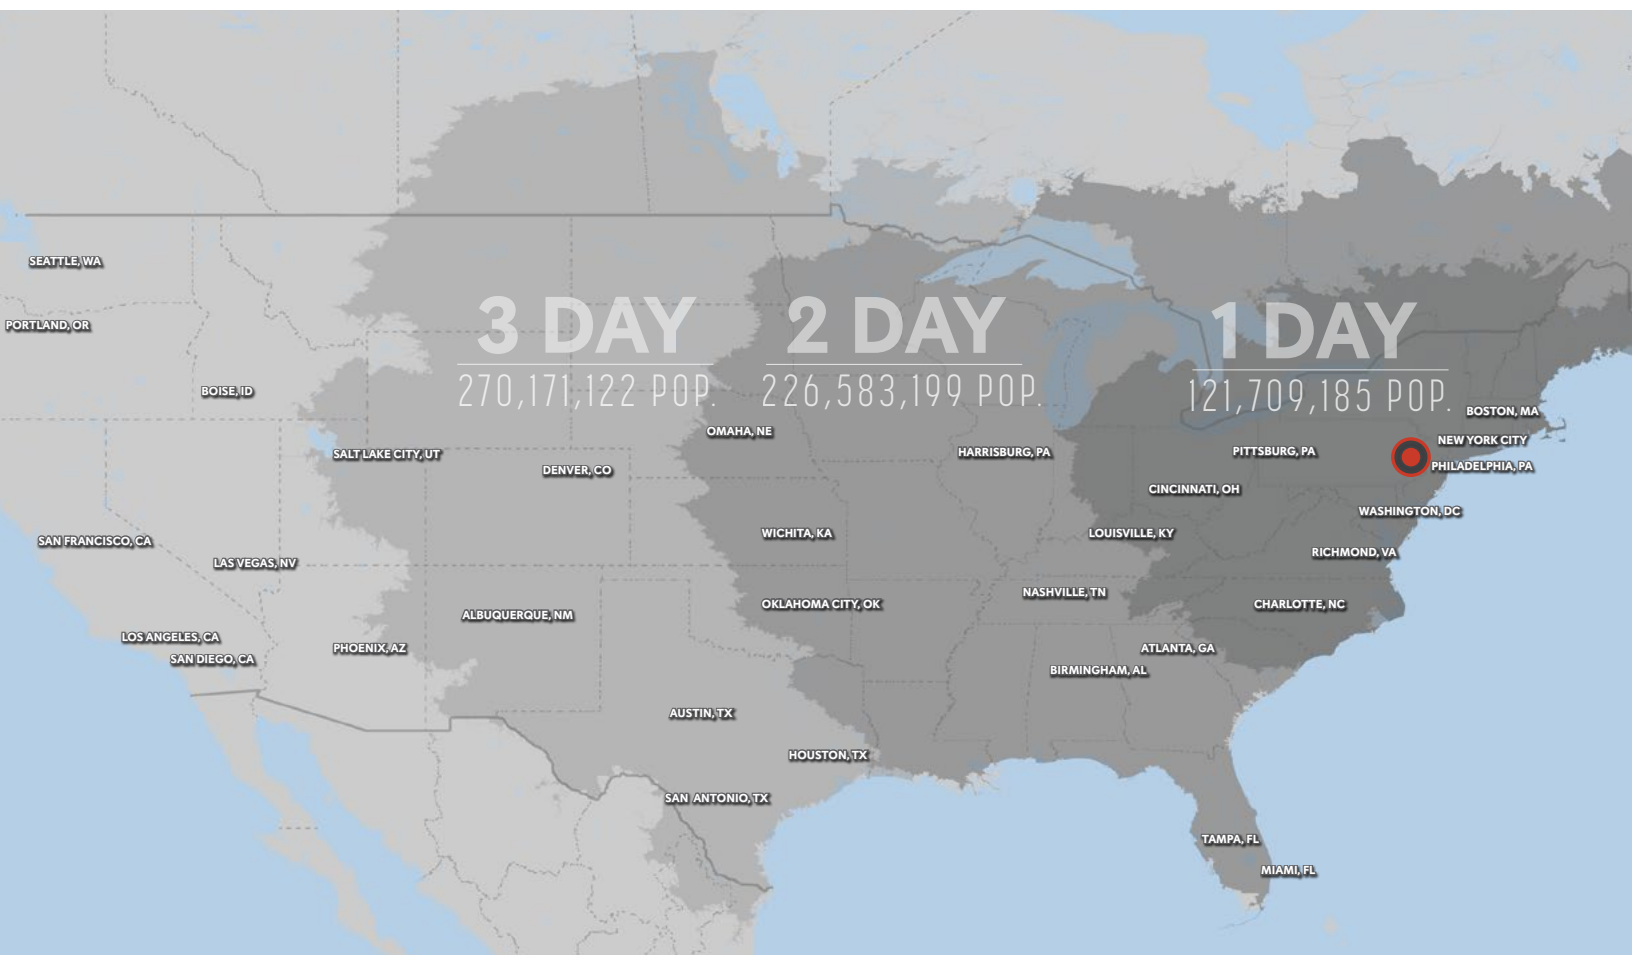 SEATTLE, WA
PORTLAND, OR
BOISE, ID
3 DAY
270,171,122 POP.
2 DAY
226,583,199 POP.
1 DAY
121,709,185 POP.
BOSTON, MA
OMAHA, NE
NEW YORK CITY
SALT LAKE CITY, UT
HARRISBURG, PA
PITTSBURG, PA
DENVER, CO
PHILADELPHIA, PA
CINCINNATI, OH
WASHINGTON, DC
SAN FRANCISCO, CA
WICHITA, KA
LOUISVILLE, KY
RICHMOND, VA
LAS VEGAS, NV
NASHVILLE, TN
OKLAHOMA CITY, OK
CHARLOTTE, NC
ALBUQUERQUE, NM
LOS ANGELES, CA
PHOENIX, AZ
ATLANTA, GA
SAN DIEGO, CA
BIRMINGHAM, AL
AUSTIN, TX
HOUSTON, TX
SAN ANTONIO, TX
TAMPA, FL
MIAMI, FL